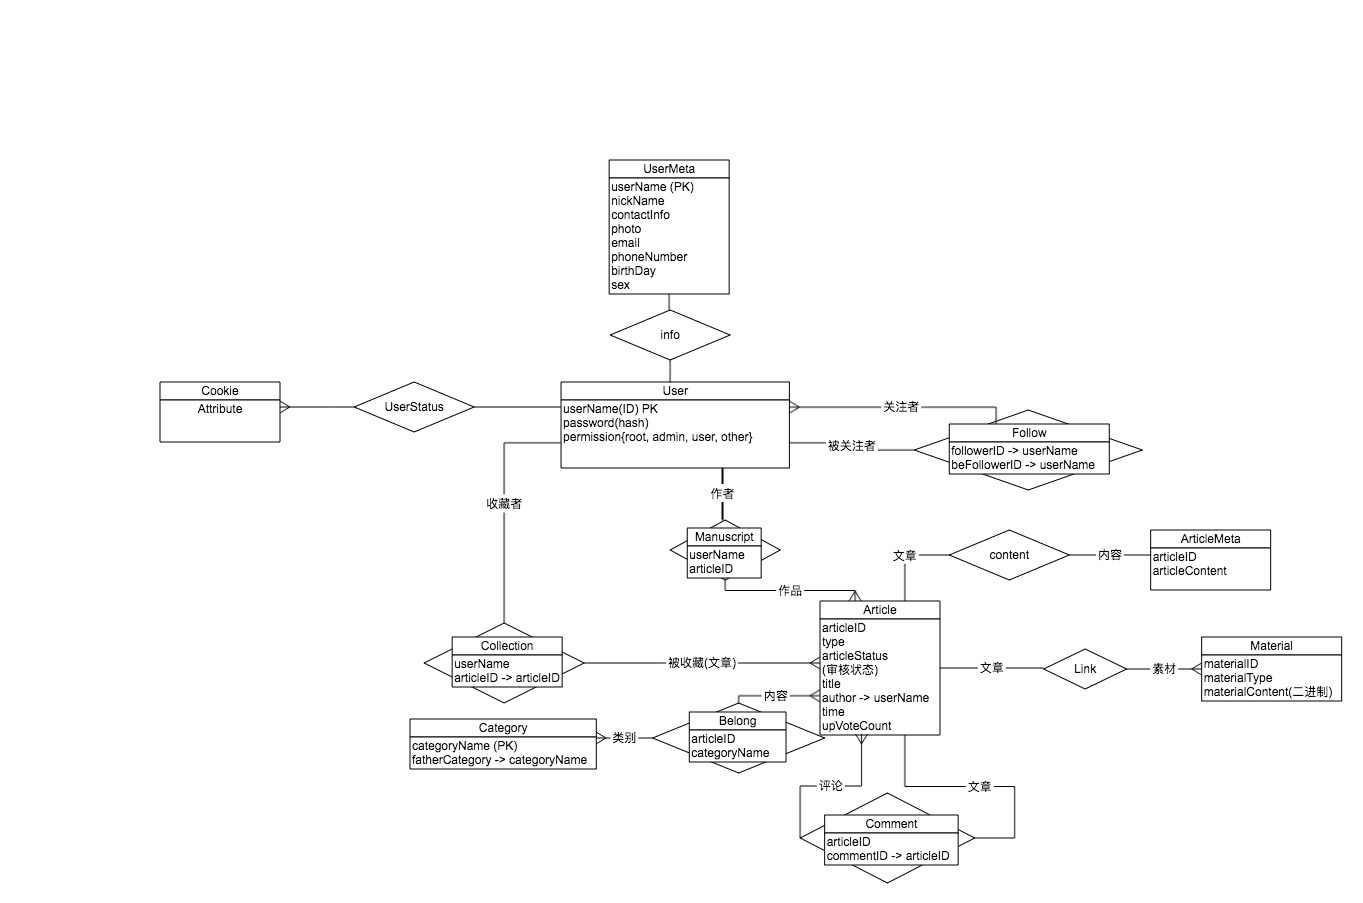 UserMeta
userName (PK)
nickName
contactInfo
photo
email
phoneNumber
birthDay
sex
info
Cookie
Attribute
UserStatus
User
userName(ID) PK
password(hash)
permission{root, admin, user, other}
关注者
被关注者
Follow
followerID -> userName
beFollowerID -> userName
收藏者
作者
Manuscript
userName
articleID
作品
文章
content
内容
ArticleMeta
articleID
articleContent
Article
articleID
type
articleStatus
(审核状态)
title
author -> userName
time
upVoteCount
Collection
userName
articleID -> articleID
被收藏(文章)
文章
Link
素材
Material
materialID
materialType
materialContent(二进制)
内容
Category
categoryName (PK)
fatherCategory -> categoryName
类别
Belong
articleID
categoryName
评论
文章
Comment
articleID
commentID -> articleID